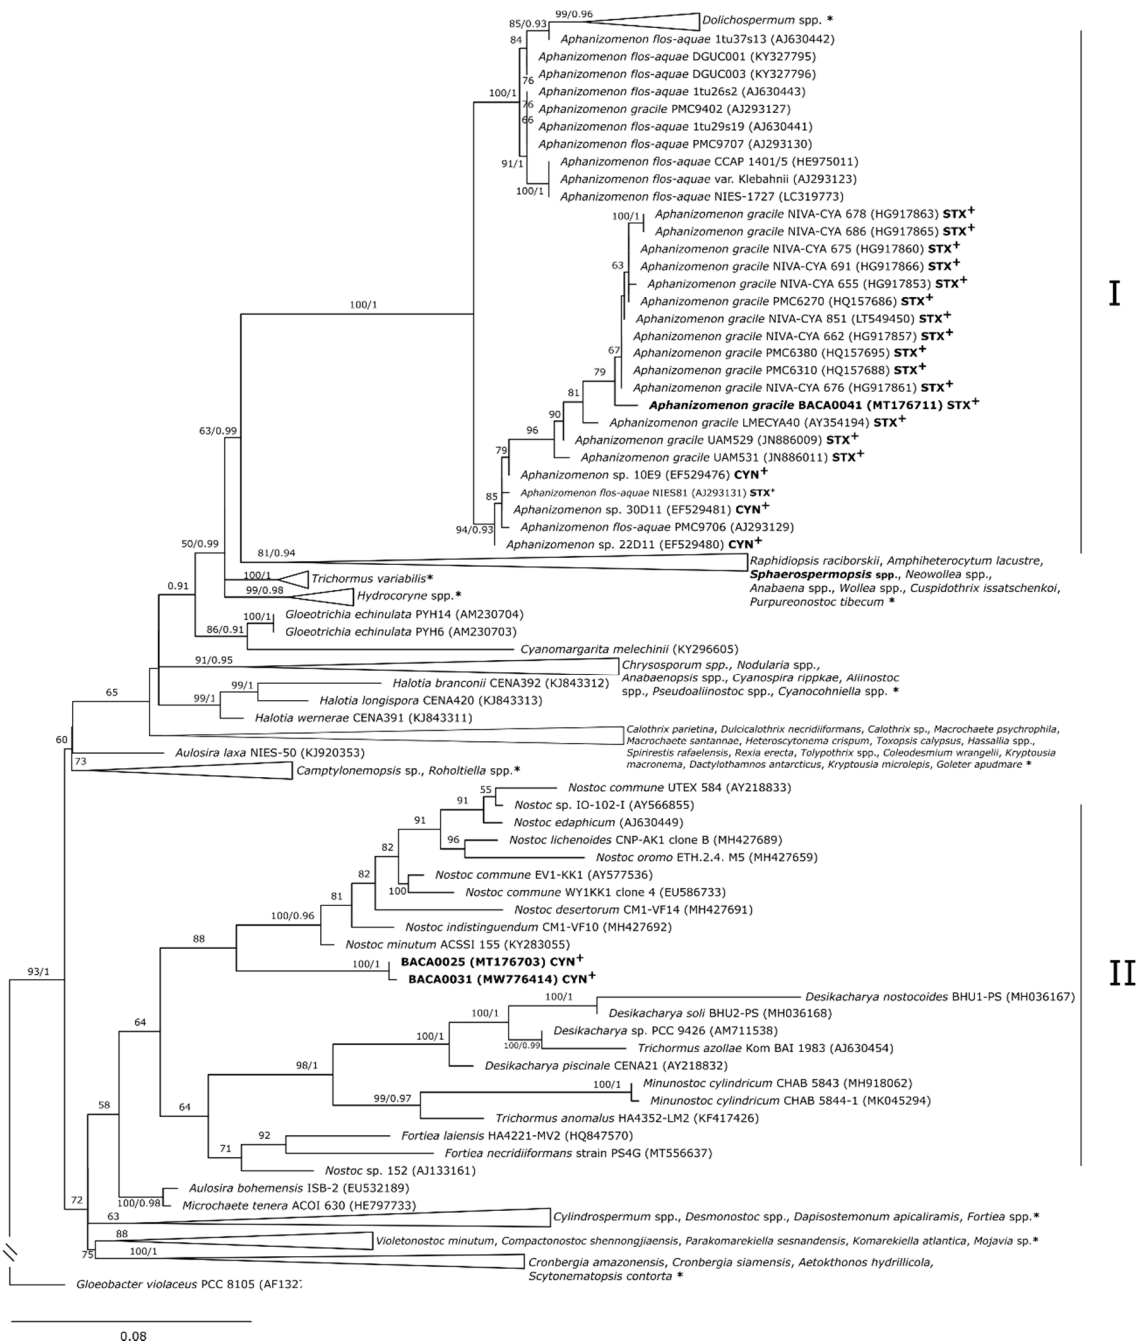 99/0.96
Dolichospermum spp. *
85/0.93
Aphanizomenon flos-aquae 1tu37s13 (AJ630442)
84
Aphanizomenon flos-aquae DGUC001 (KY327795)
Aphanizomenon flos-aquae DGUC003 (KY327796)
76
Aphanizomenon flos-aquae 1tu26s2 (AJ630443)
100/1
76
Aphanizomenon gracile PMC9402 (AJ293127)
66
Aphanizomenon flos-aquae 1tu29s19 (AJ630441)
Aphanizomenon flos-aquae PMC9707 (AJ293130)
91/1
Aphanizomenon flos-aquae CCAP 1401/5 (HE975011)
Aphanizomenon flos-aquae var. Klebahnii (AJ293123)
100/1
Aphanizomenon flos-aquae NIES-1727 (LC319773)
Aphanizomenon gracile NIVA-CYA 678 (HG917863) STX+
100/1
Aphanizomenon gracile NIVA-CYA 686 (HG917865) STX+
Aphanizomenon gracile NIVA-CYA 675 (HG917860) STX+
63
Aphanizomenon gracile NIVA-CYA 691 (HG917866) STX+
Aphanizomenon gracile NIVA-CYA 655 (HG917853) STX+
I
100/1
Aphanizomenon gracile PMC6270 (HQ157686) STX+
Aphanizomenon gracile NIVA-CYA 851 (LT549450) STX+
Aphanizomenon gracile NIVA-CYA 662 (HG917857) STX+
67
Aphanizomenon gracile PMC6380 (HQ157695) STX+
79
Aphanizomenon gracile PMC6310 (HQ157688) STX+
Aphanizomenon gracile NIVA-CYA 676 (HG917861) STX+
81
Aphanizomenon gracile BACA0041 (MT176711) STX+
90
Aphanizomenon gracile LMECYA40 (AY354194) STX+
63/0.99
96
Aphanizomenon gracile UAM529 (JN886009) STX+
79
Aphanizomenon gracile UAM531 (JN886011) STX+
Aphanizomenon sp. 10E9 (EF529476) CYN+
85
Aphanizomenon flos-aquae NIES81 (AJ293131) STX+
Aphanizomenon sp. 30D11 (EF529481) CYN+
94/0.93
Aphanizomenon flos-aquae PMC9706 (AJ293129)
50/0.99
Aphanizomenon sp. 22D11 (EF529480) CYN+
81/0.94
Raphidiopsis raciborskii, Amphiheterocytum lacustre,
Sphaerospermopsis spp., Neowollea spp.,
Anabaena spp., Wollea spp., Cuspidothrix issatschenkoi,
Purpureonostoc tibecum *
100/1
Trichormus variabilis*
0.91
99/0.98
Hydrocoryne spp.*
100/1
Gloeotrichia echinulata PYH14 (AM230704)
86/0.91
Gloeotrichia echinulata PYH6 (AM230703)
Cyanomargarita melechinii (KY296605)
91/0.95
Chrysosporum spp., Nodularia spp.,
Anabaenopsis spp., Cyanospira rippkae, Aliinostoc
spp., Pseudoaliinostoc spp., Cyanocohniella spp. *
99/1
Halotia branconii CENA392 (KJ843312)
65
99/1
Halotia longispora CENA420 (KJ843313)
Halotia wernerae CENA391 (KJ843311)
Calothrix parietina, Dulcicalothrix necridiiformans, Calothrix sp., Macrochaete psychrophila,
Macrochaete santannae, Heteroscytonema crispum, Toxopsis calypsus, Hassallia spp.,
Spirirestis rafaelensis, Rexia erecta, Tolypothrix spp., Coleodesmium wrangelii, Kryptousia
macronema, Dactylothamnos antarcticus, Kryptousia microlepis, Goleter apudmare *
60
Aulosira laxa NIES-50 (KJ920353)
73
Camptylonemopsis sp., Roholtiella spp.*
55
Nostoc commune UTEX 584 (AY218833)
91
Nostoc sp. IO-102-I (AY566855)
91
Nostoc edaphicum (AJ630449)
96
Nostoc lichenoides CNP-AK1 clone B (MH427689)
82
Nostoc oromo ETH.2.4. M5 (MH427659)
82
Nostoc commune EV1-KK1 (AY577536)
100
Nostoc commune WY1KK1 clone 4 (EU586733)
81
Nostoc desertorum CM1-VF14 (MH427691)
100/0.96
Nostoc indistinguendum CM1-VF10 (MH427692)
88
Nostoc minutum ACSSI 155 (KY283055)
100/1
BACA0025 (MT176703) CYN+
93/1
BACA0031 (MW776414) CYN+
II
100/1
Desikacharya nostocoides BHU1-PS (MH036167)
100/1
Desikacharya soli BHU2-PS (MH036168)
64
Desikacharya sp. PCC 9426 (AM711538)
100/1
100/0.99
Trichormus azollae Kom BAI 1983 (AJ630454)
98/1
Desikacharya piscinale CENA21 (AY218832)
100/1
Minunostoc cylindricum CHAB 5843 (MH918062)
99/0.97
Minunostoc cylindricum CHAB 5844-1 (MK045294)
58
64
Trichormus anomalus HA4352-LM2 (KF417426)
92
Fortiea laiensis HA4221-MV2 (HQ847570)
71
Fortiea necridiiformans strain PS4G (MT556637)
Nostoc sp. 152 (AJ133161)
Aulosira bohemensis ISB-2 (EU532189)
72
100/0.98
Microchaete tenera ACOI 630 (HE797733)
63
Cylindrospermum spp., Desmonostoc spp., Dapisostemonum apicaliramis, Fortiea spp.*
88
Violetonostoc minutum, Compactonostoc shennongjiaensis, Parakomarekiella sesnandensis, Komarekiella atlantica, Mojavia sp.*
75
100/1
Cronbergia amazonensis, Cronbergia siamensis, Aetokthonos hydrillicola,
Scytonematopsis contorta *
Gloeobacter violaceus PCC 8105 (AF132
0.08